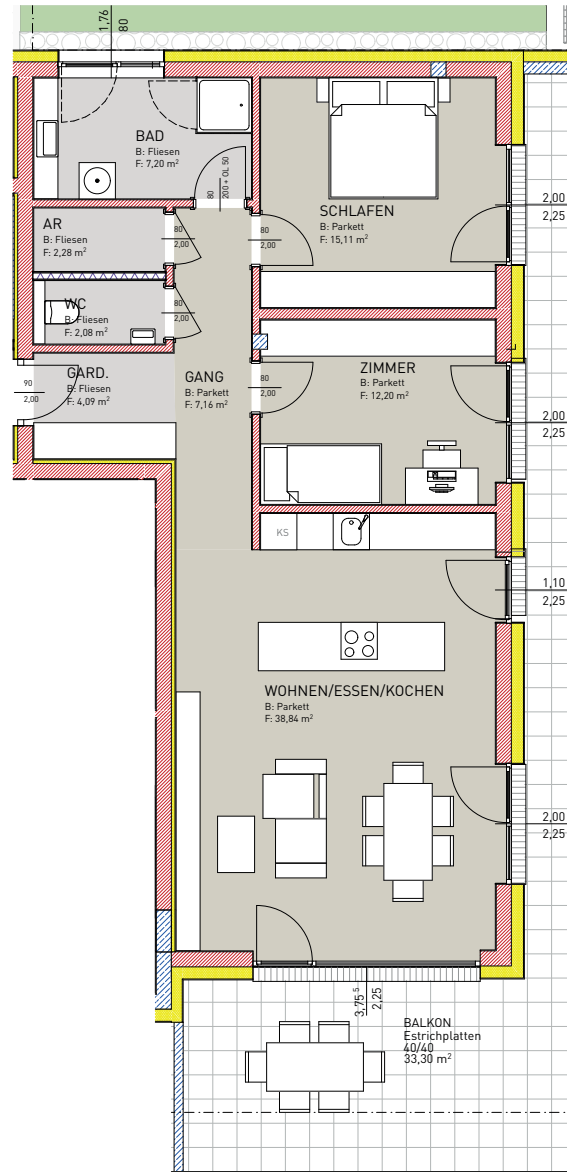 1,76
80
BAD
B: Fliesen
F: 7,20 m²
80
200 + OL 50
AR
B: Fliesen
F: 2,28 m²
80
2,00
SCHLAFEN
B: Parkett
F: 15,11 m²
80
2,00
2,00
2,25
WC
B: Fliesen
F: 2,08 m²
80
2,00
GARD.
B: Fliesen
F: 4,09 m²
90
2,00
GANG
B: Parkett
F: 7,16 m²
80
2,00
ZIMMER
B: Parkett
F: 12,20 m²
2,00
2,25
KS
1,10
2,25
WOHNEN/ESSEN/KOCHEN
B: Parkett
F: 38,84 m²
2,00
2,25
3,75⁵
2,25
BALKON
Estrichplatten
40/40
33,30 m²